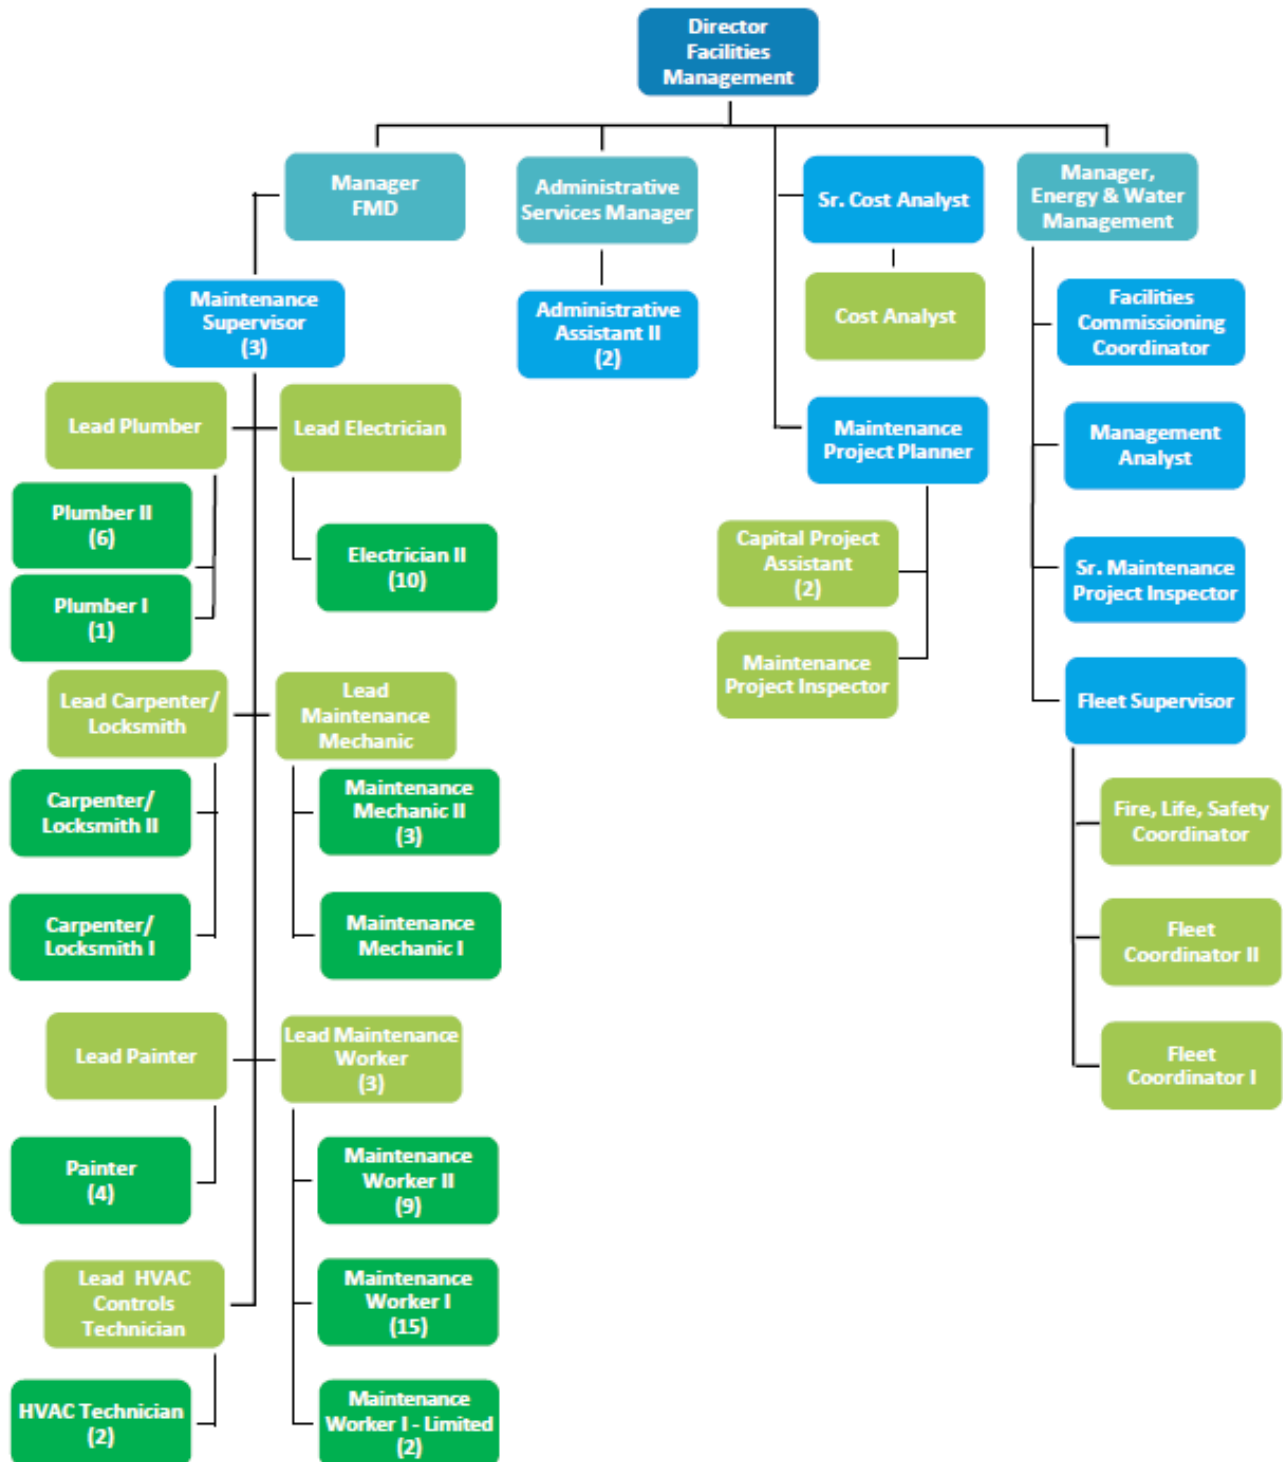 Director
Facilities
Management
Manager
FMD
Administrative
Services Manager
Sr. Cost Analyst
Manager,
Energy & Water
Management
Maintenance
Supervisor
(3)
Administrative
Assistant II
(2)
Cost Analyst
Facilities
Commissioning
Coordinator
Lead Plumber
Lead Electrician
Maintenance
Project Planner
Management
Analyst
Plumber II
(6)
Electrician II
(10)
Capital Project
Assistant
(2)
Sr. Maintenance
Project Inspector
Plumber I
(1)
Maintenance
Project Inspector
Lead Carpenter/
Locksmith
Lead
Maintenance
Mechanic
Fleet Supervisor
Carpenter/
Locksmith II
Maintenance
Mechanic II
(3)
Fire, Life, Safety
Coordinator
Carpenter/
Locksmith I
Maintenance
Mechanic I
Fleet
Coordinator II
Lead Painter
Lead Maintenance
Worker
(3)
Fleet
Coordinator I
Painter
(4)
Maintenance
Worker II
(9)
Lead HVAC
Controls
Technician
Maintenance
Worker I
(15)
HVAC Technician
(2)
Maintenance
Worker I - Limited
(2)